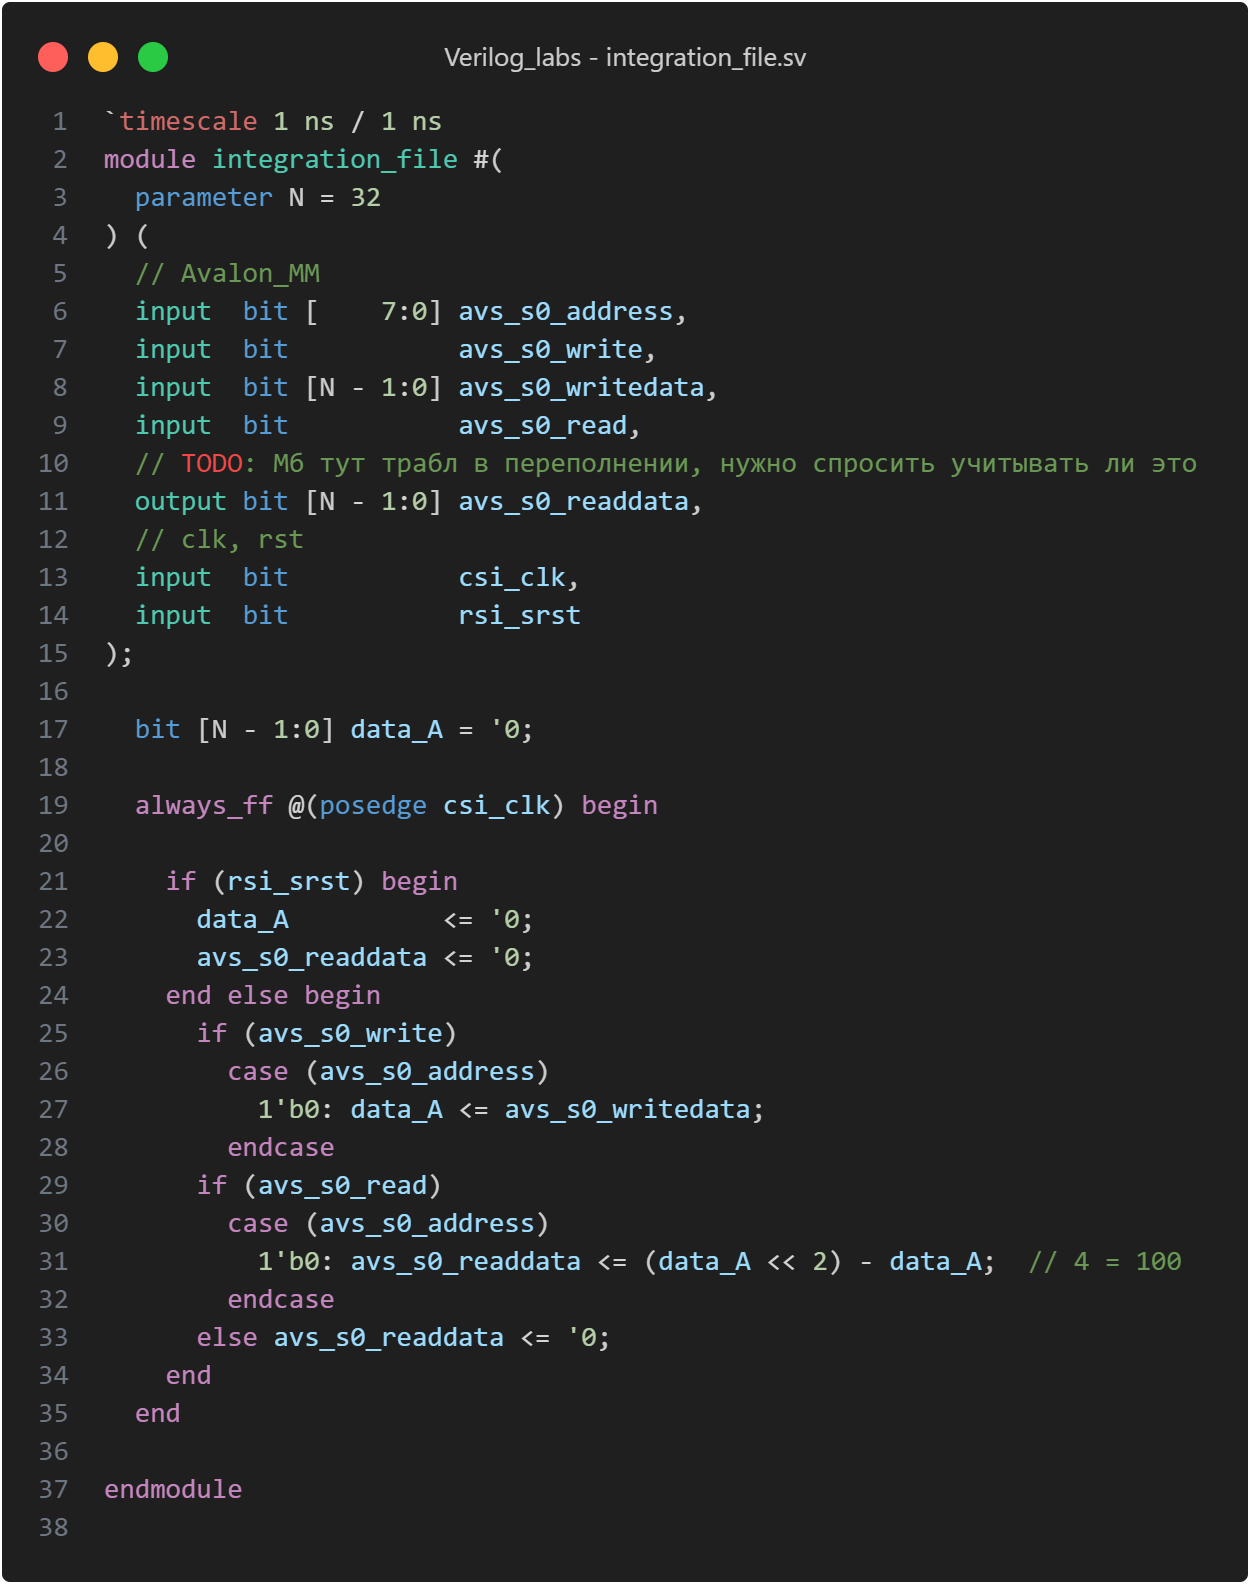 Verilog_labs - integration_file.sv
1 `timescale 1 ns / 1 ns
2 module integration_file #(
3   parameter N = 32
4 ) (
5   // Avalon_MM
6   input  bit [    7:0] avs_s0_address,
7   input  bit           avs_s0_write,
8   input  bit [N - 1:0] avs_s0_writedata,
9   input  bit           avs_s0_read,
10   // TODO: Мб тут трабл в переполнении, нужно спросить учитывать ли это
11   output bit [N - 1:0] avs_s0_readdata,
12   // clk, rst
13   input  bit           csi_clk,
14   input  bit           rsi_srst
15 );
16
17   bit [N - 1:0] data_A = '0;
18
19   always_ff @(posedge csi_clk) begin
20
21     if (rsi_srst) begin
22       data_A          <= '0;
23       avs_s0_readdata <= '0;
24     end else begin
25       if (avs_s0_write)
26         case (avs_s0_address)
27           1'b0: data_A <= avs_s0_writedata;
28         endcase
29       if (avs_s0_read)
30         case (avs_s0_address)
31           1'b0: avs_s0_readdata <= (data_A << 2) - data_A;  // 4 = 100
32         endcase
33       else avs_s0_readdata <= '0;
34     end
35   end
36
37 endmodule
38